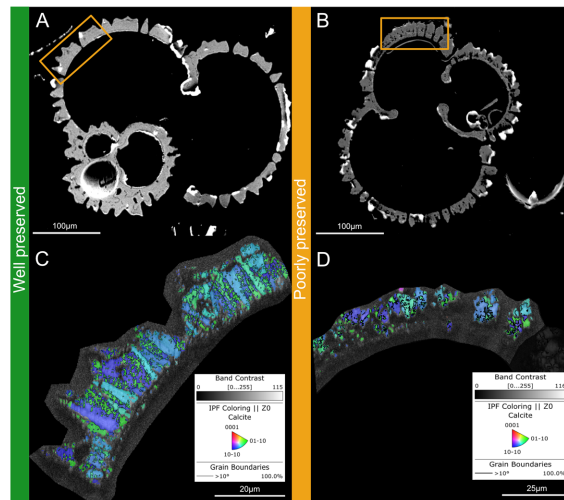 Well preserved
A
100µm
C
Band Contrast
0 [0...255] 115
IPF Coloring || Z0
Calcite
0001
01-10
10-10
Grain Boundaries
>10° 100.0%
20µm
Poorly preserved
B
100µm
D
Band Contrast
0 [0...255] 116
IPF Coloring || Z0
Calcite
0001
01-10
10-10
Grain Boundaries
>10° 100.0%
25µm